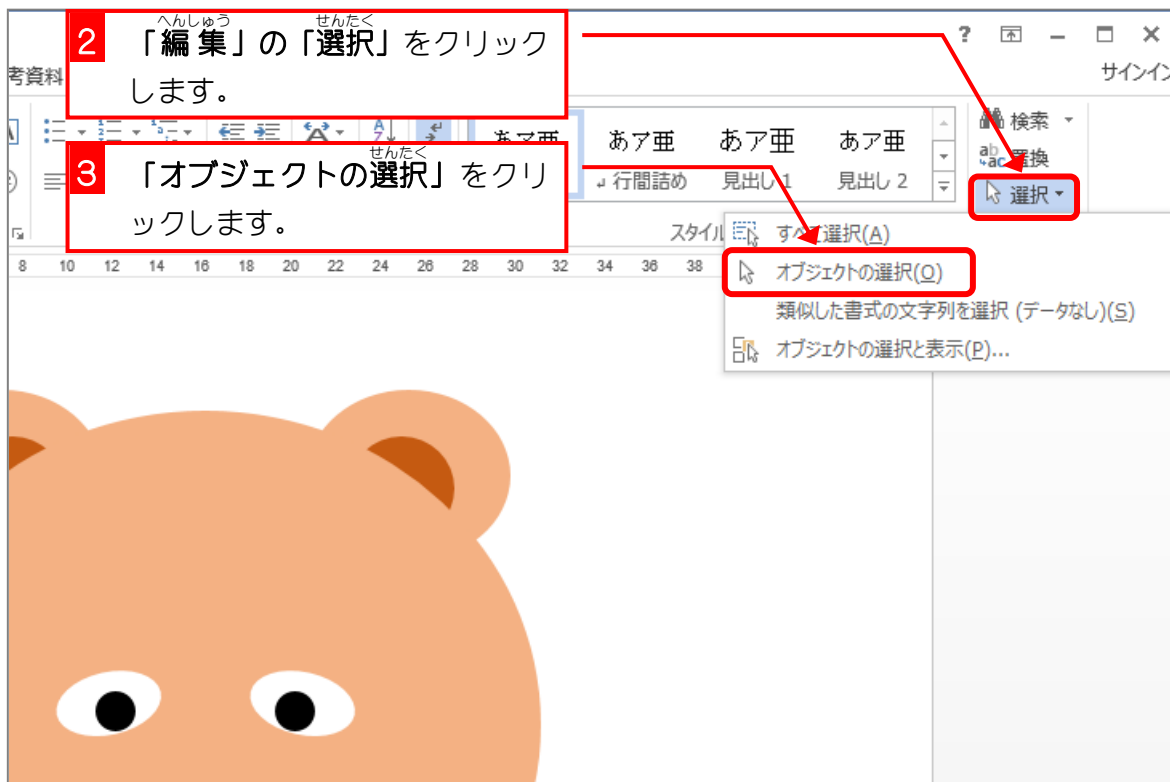 へんしゅう せんたく
2 「編集」の「選択」をクリック
します。
? 
考資料
サインイン
あア亜 あア亜 あア亜 あア亜
検索
置換
選択
せんたく
3 「オブジェクトの選択」をクリ
ックします。
行間詰め 見出し 1 見出し 2
スタイル
すべて選択(A)
オブジェクトの選択(O)
類似した書式の文字列を選択 (データなし)(S)
オブジェクトの選択と表示(P)...
8 10 12 14 16 18 20 22 24 26 28 30 32 34 36 38